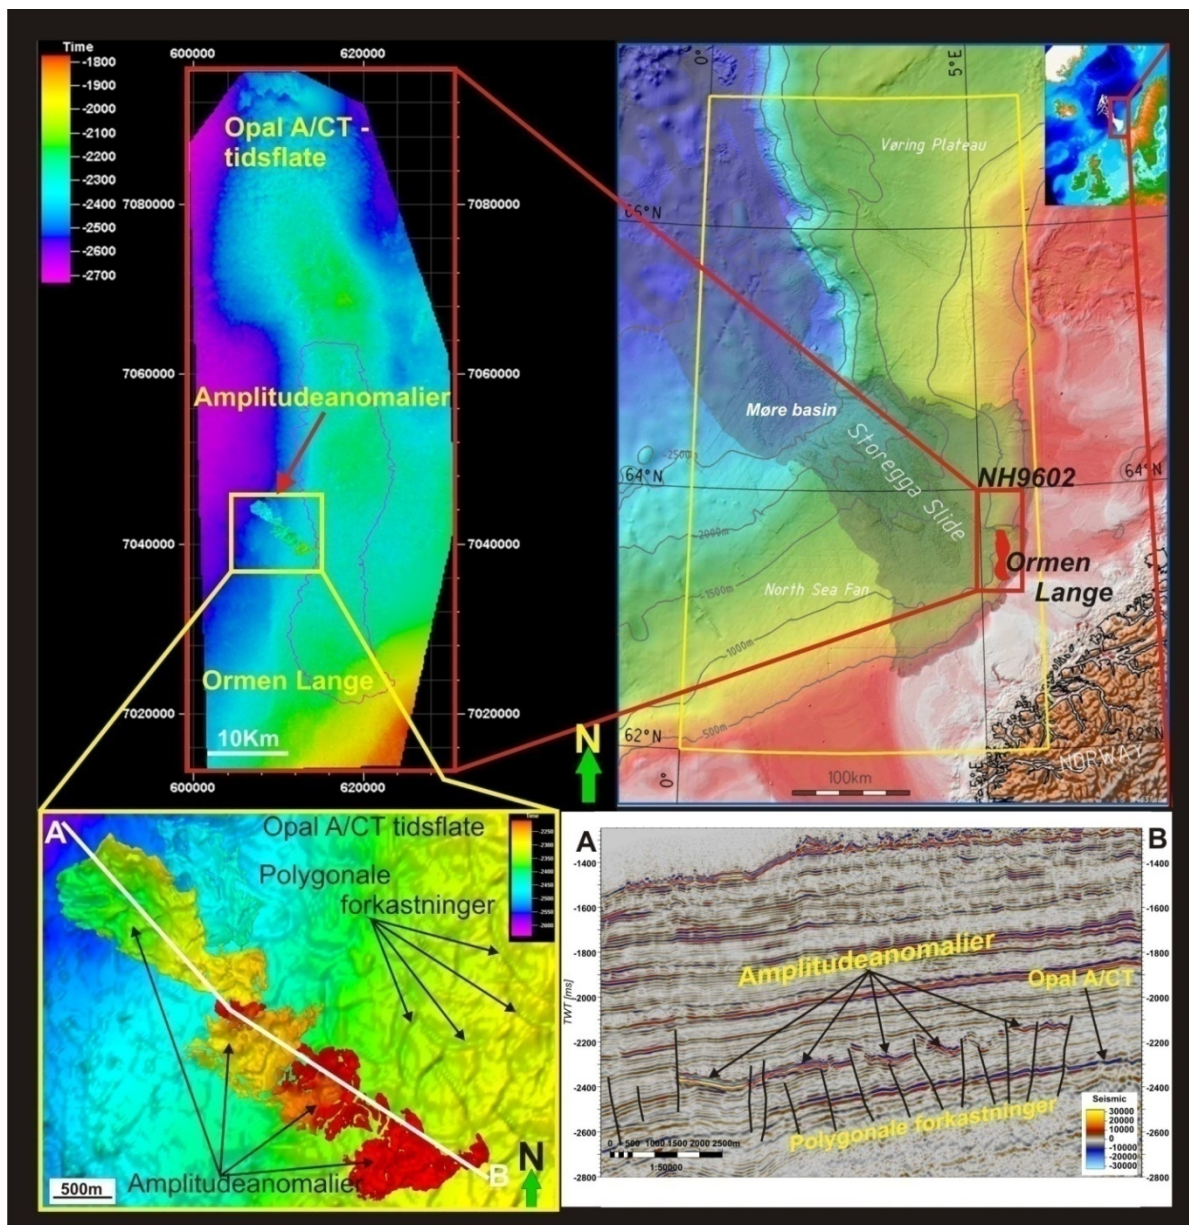 Time
-1800
-1900
-2000
-2100
-2200
-2300
-2400
-2500
-2600
-2700
600000
620000
Opal A/CT -
tidsflate
7080000
7080000
7060000
7060000
Amplitudeanomalier
7040000
7040000
Ormen Lange
7020000
7020000
10Km
600000
620000
0°
5°E
Vøring Plateau
66°N
Møre basin
Storegga Slide
-2500m
64°N
64°N
NH9602
2000m
Ormen
Lange
-1500m
North Sea Fan
1000m
500m
62°N
62°N
N
0°
5°E
NORWAY
100km
A
Opal A/CT tidsflate
Polygonale
forkastninger
Time
-2250
Amplitudeanomalier
B
N
500m
A
B
-1400
-1600
-1800
-2000
-2200
-2400
-2600
-2800
TWT [ms]
Amplitudeanomalier
Opal A/CT
Polygonale forkastninger
0 500 1000 1500 2000 2500m
1:50000
Seismic
30000
20000
10000
0
-10000
-20000
-30000
-1400
-1600
-1800
-2000
-2200
-2400
-2600
-2800